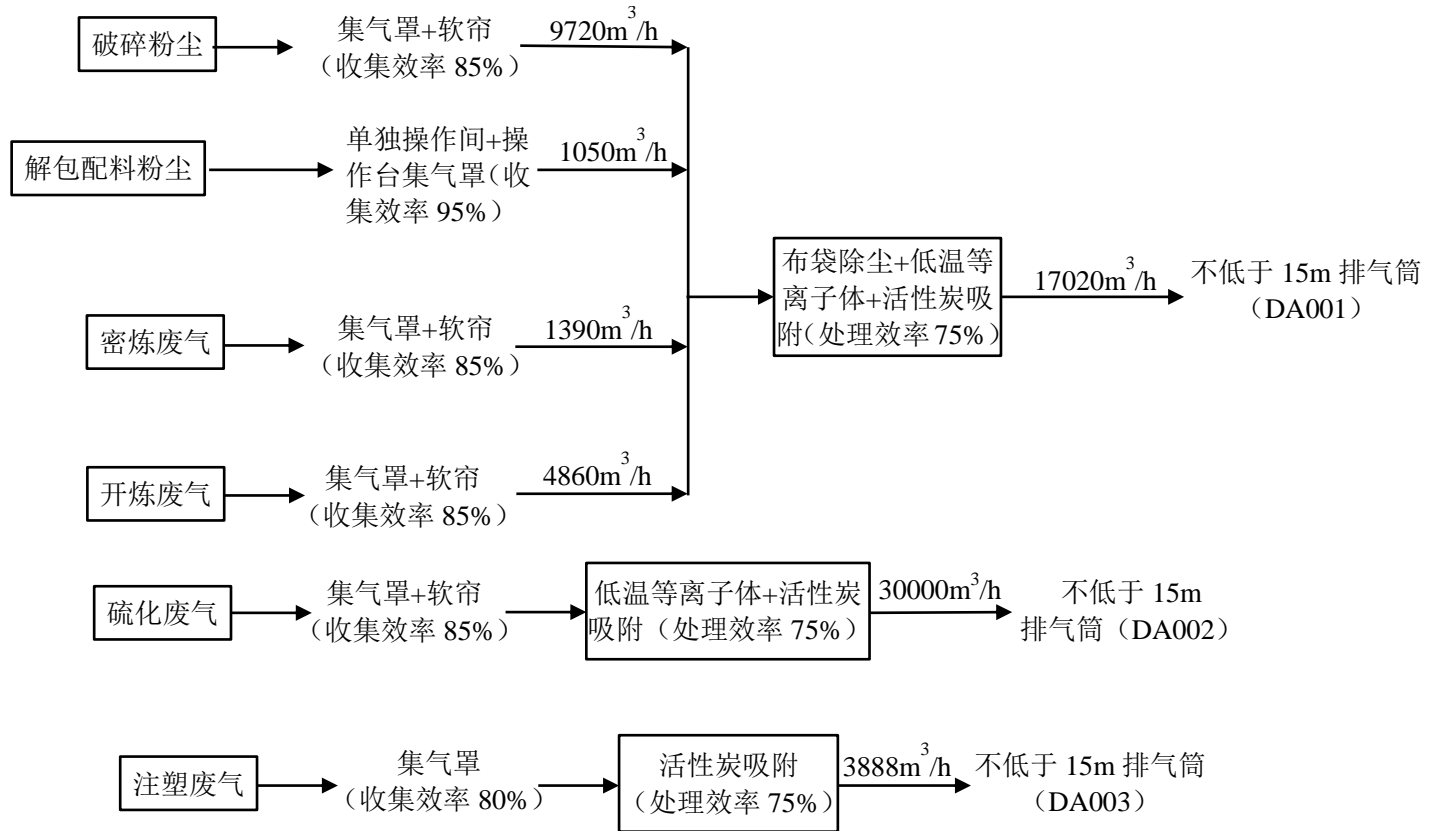 破碎粉尘
集气罩+软帘
（收集效率 85%）
9720m³/h
解包配料粉尘
单独操作间+操
作台集气罩（收
集效率 95%）
1050m³/h
密炼废气
集气罩+软帘
（收集效率 85%）
1390m³/h
开炼废气
集气罩+软帘
（收集效率 85%）
4860m³/h
布袋除尘+低温等
离子体+活性炭吸
附（处理效率 75%）
17020m³/h
不低于 15m 排气筒
（DA001）
硫化废气
集气罩+软帘
（收集效率 85%）
低温等离子体+活性炭
吸附（处理效率 75%）
30000m³/h
不低于 15m
排气筒（DA002）
注塑废气
集气罩
（收集效率 80%）
活性炭吸附
（处理效率 75%）
3888m³/h
不低于 15m 排气筒
（DA003）